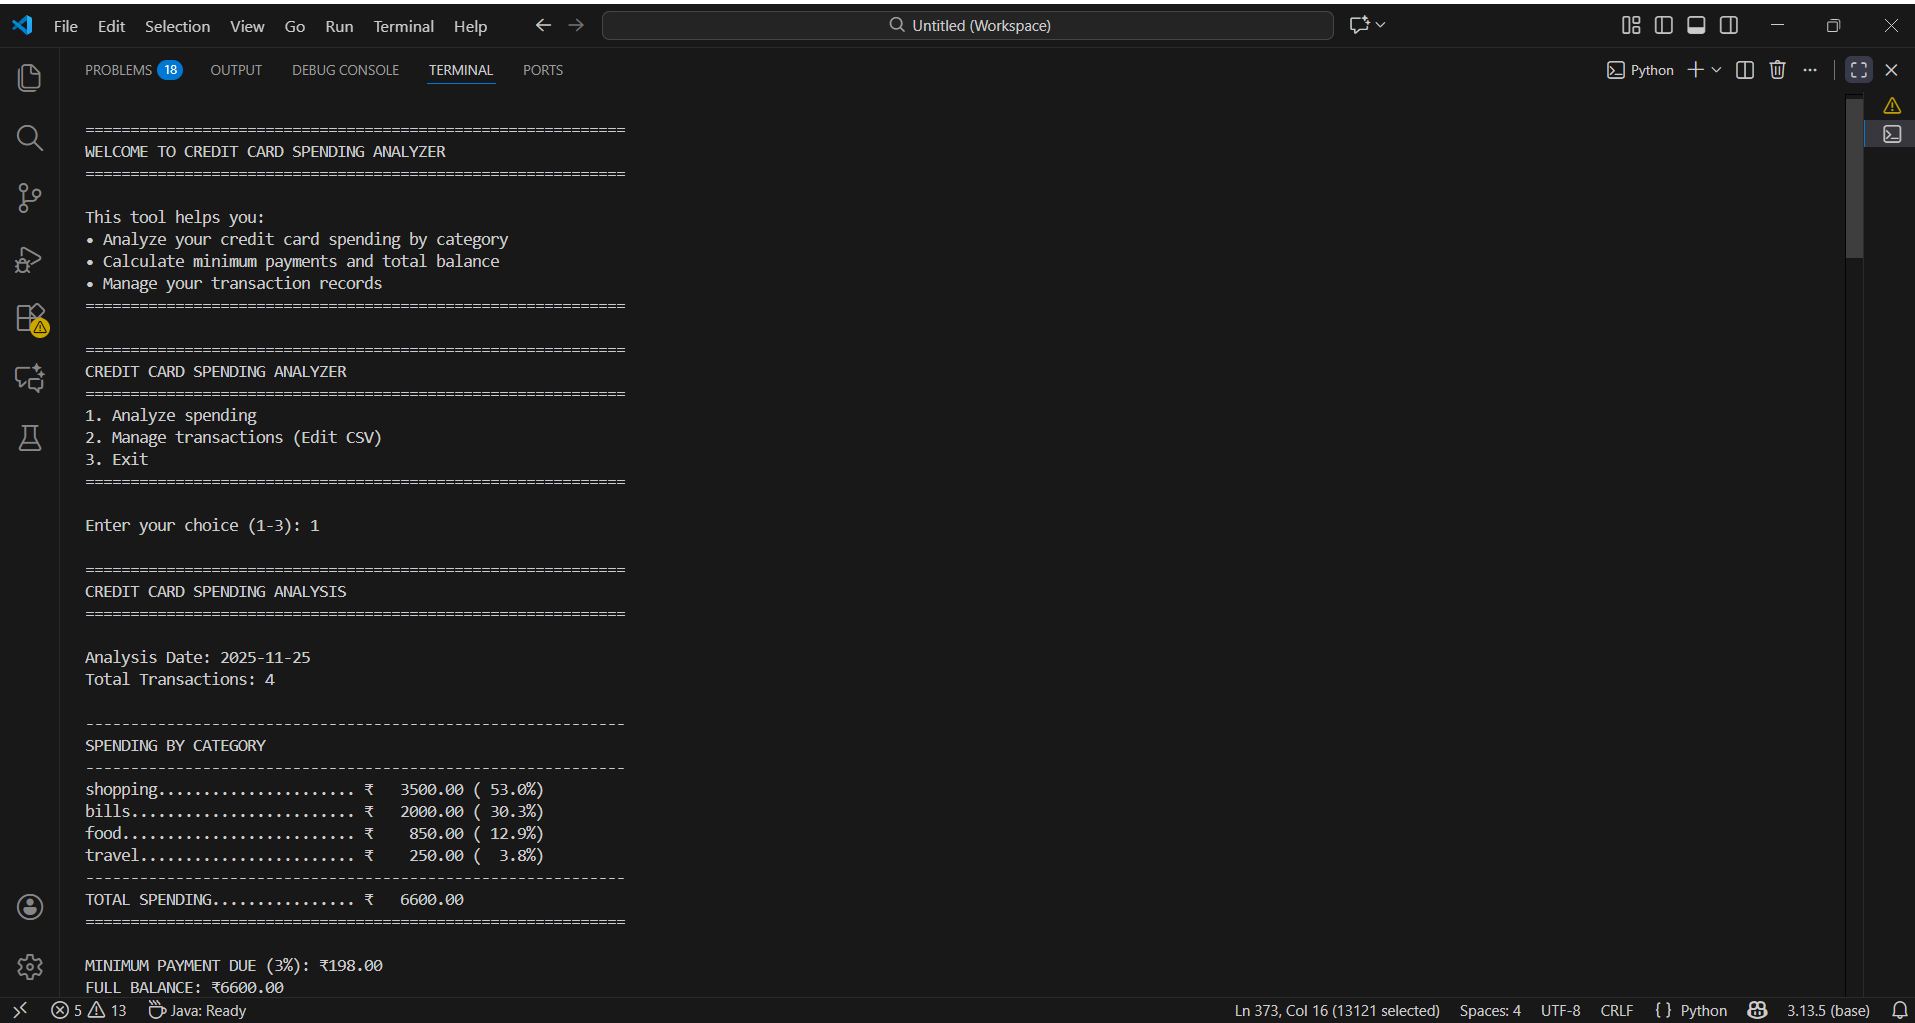 File Edit Selection View Go Run Terminal Help Untitled (Workspace)
PROBLEMS 18 OUTPUT DEBUG CONSOLE TERMINAL PORTS Python
============================================================
WELCOME TO CREDIT CARD SPENDING ANALYZER
============================================================
This tool helps you:
• Analyze your credit card spending by category
• Calculate minimum payments and total balance
• Manage your transaction records
============================================================
============================================================
CREDIT CARD SPENDING ANALYZER
============================================================
1. Analyze spending
2. Manage transactions (Edit CSV)
3. Exit
============================================================
Enter your choice (1-3): 1
============================================================
CREDIT CARD SPENDING ANALYSIS
============================================================
Analysis Date: 2025-11-25
Total Transactions: 4
------------------------------------------------------------
SPENDING BY CATEGORY
------------------------------------------------------------
shopping...................... ₹   3500.00 ( 53.0%)
bills......................... ₹   2000.00 ( 30.3%)
food.......................... ₹    850.00 ( 12.9%)
travel........................ ₹    250.00 (  3.8%)
------------------------------------------------------------
TOTAL SPENDING................ ₹   6600.00
============================================================
MINIMUM PAYMENT DUE (3%): ₹198.00
FULL BALANCE: ₹6600.00
5 13 Java: Ready Ln 373, Col 16 (13121 selected) Spaces: 4 UTF-8 CRLF { } Python 3.13.5 (base)